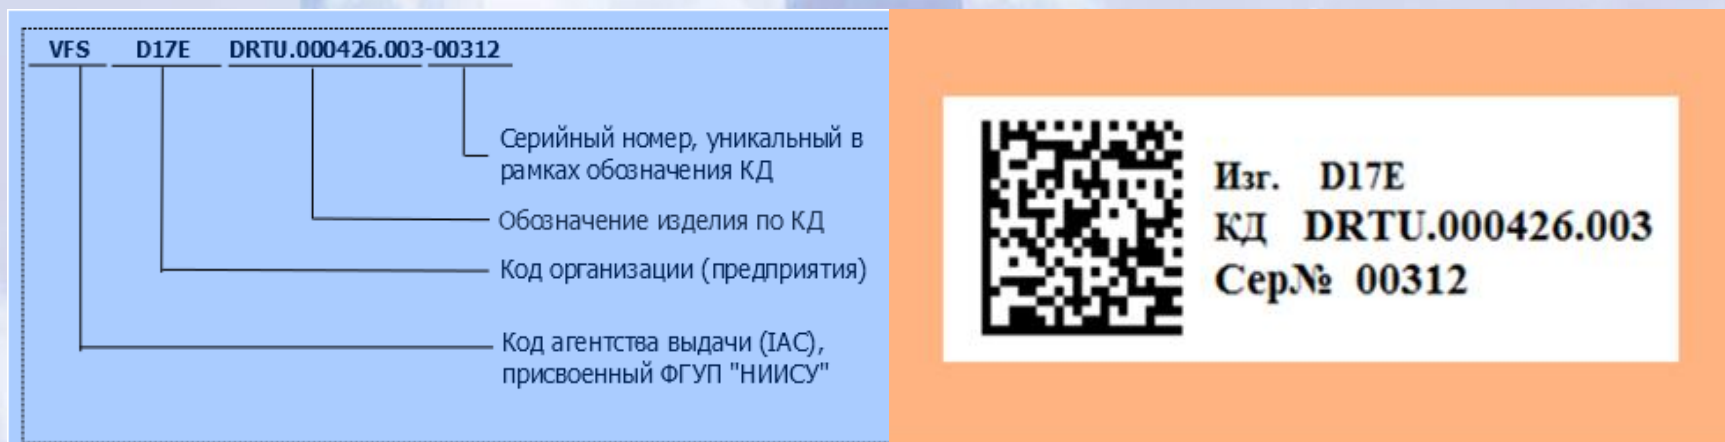 VFS D17E DRTU.000426.003-00312
Серийный номер, уникальный в
рамках обозначения КД
Обозначение изделия по КД
Код организации (предприятия)
Код агентства выдачи (IAC),
присвоенный ФГУП "НИИСУ"
Изг. D17E
КД DRTU.000426.003
Сер№ 00312